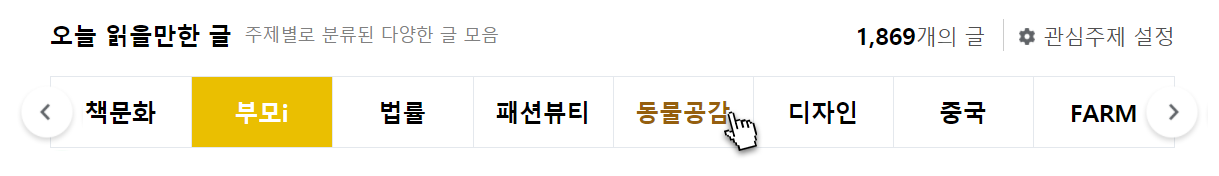 오늘 읽을만한 글 주제별로 분류된 다양한 글 모음 1,869개의 글 관심주제 설정
책문화 부모i 법률 패션뷰티 동물공감 디자인 중국 FARM